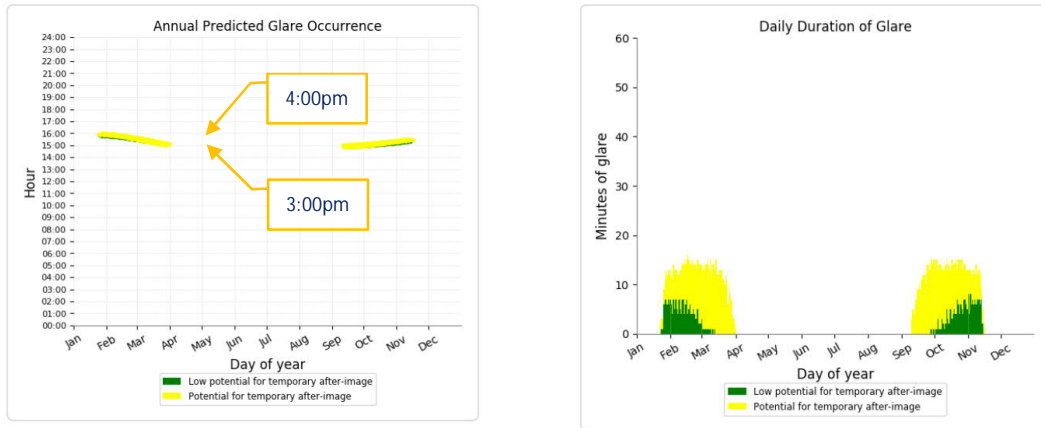 Annual Predicted Glare Occurrence
24:00
23:00
22:00
21:00
20:00
19:00
18:00
17:00
16:00
15:00
14:00
13:00
12:00
11:00
10:00
09:00
08:00
07:00
06:00
05:00
04:00
03:00
02:00
01:00
00:00
Hour
4:00pm
3:00pm
Jan Feb Mar Apr May Jun Jul Aug Sep Oct Nov Dec
Day of year
Low potential for temporary after-image
Potential for temporary after-image
Daily Duration of Glare
60
50
40
30
20
10
0
Minutes of glare
Jan Feb Mar Apr May Jun Jul Aug Sep Oct Nov Dec
Day of year
Low potential for temporary after-image
Potential for temporary after-image